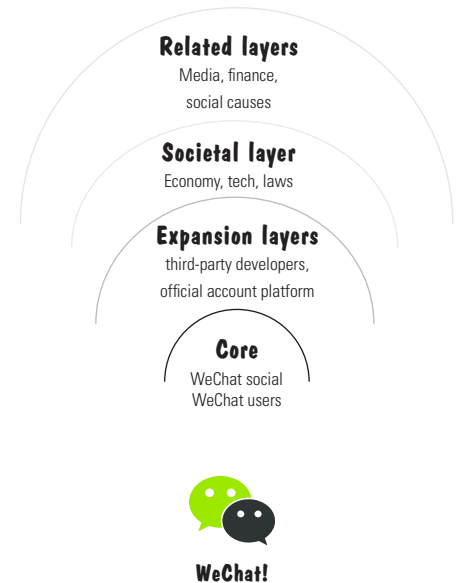 Related layers
Media, finance,
social causes
Societal layer
Economy, tech, laws
Expansion layers
third-party developers,
official account platform
Core
WeChat social
WeChat users
WeChat!